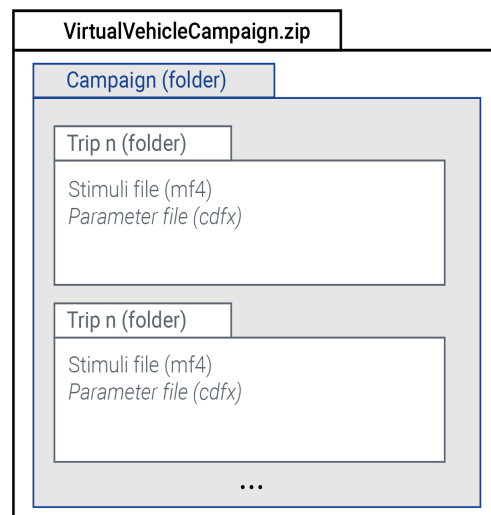 VirtualVehicleCampaign.zip
Campaign (folder)
Trip n (folder)
Stimuli file (mf4)
Parameter file (cdfx)
Trip n (folder)
Stimuli file (mf4)
Parameter file (cdfx)
...